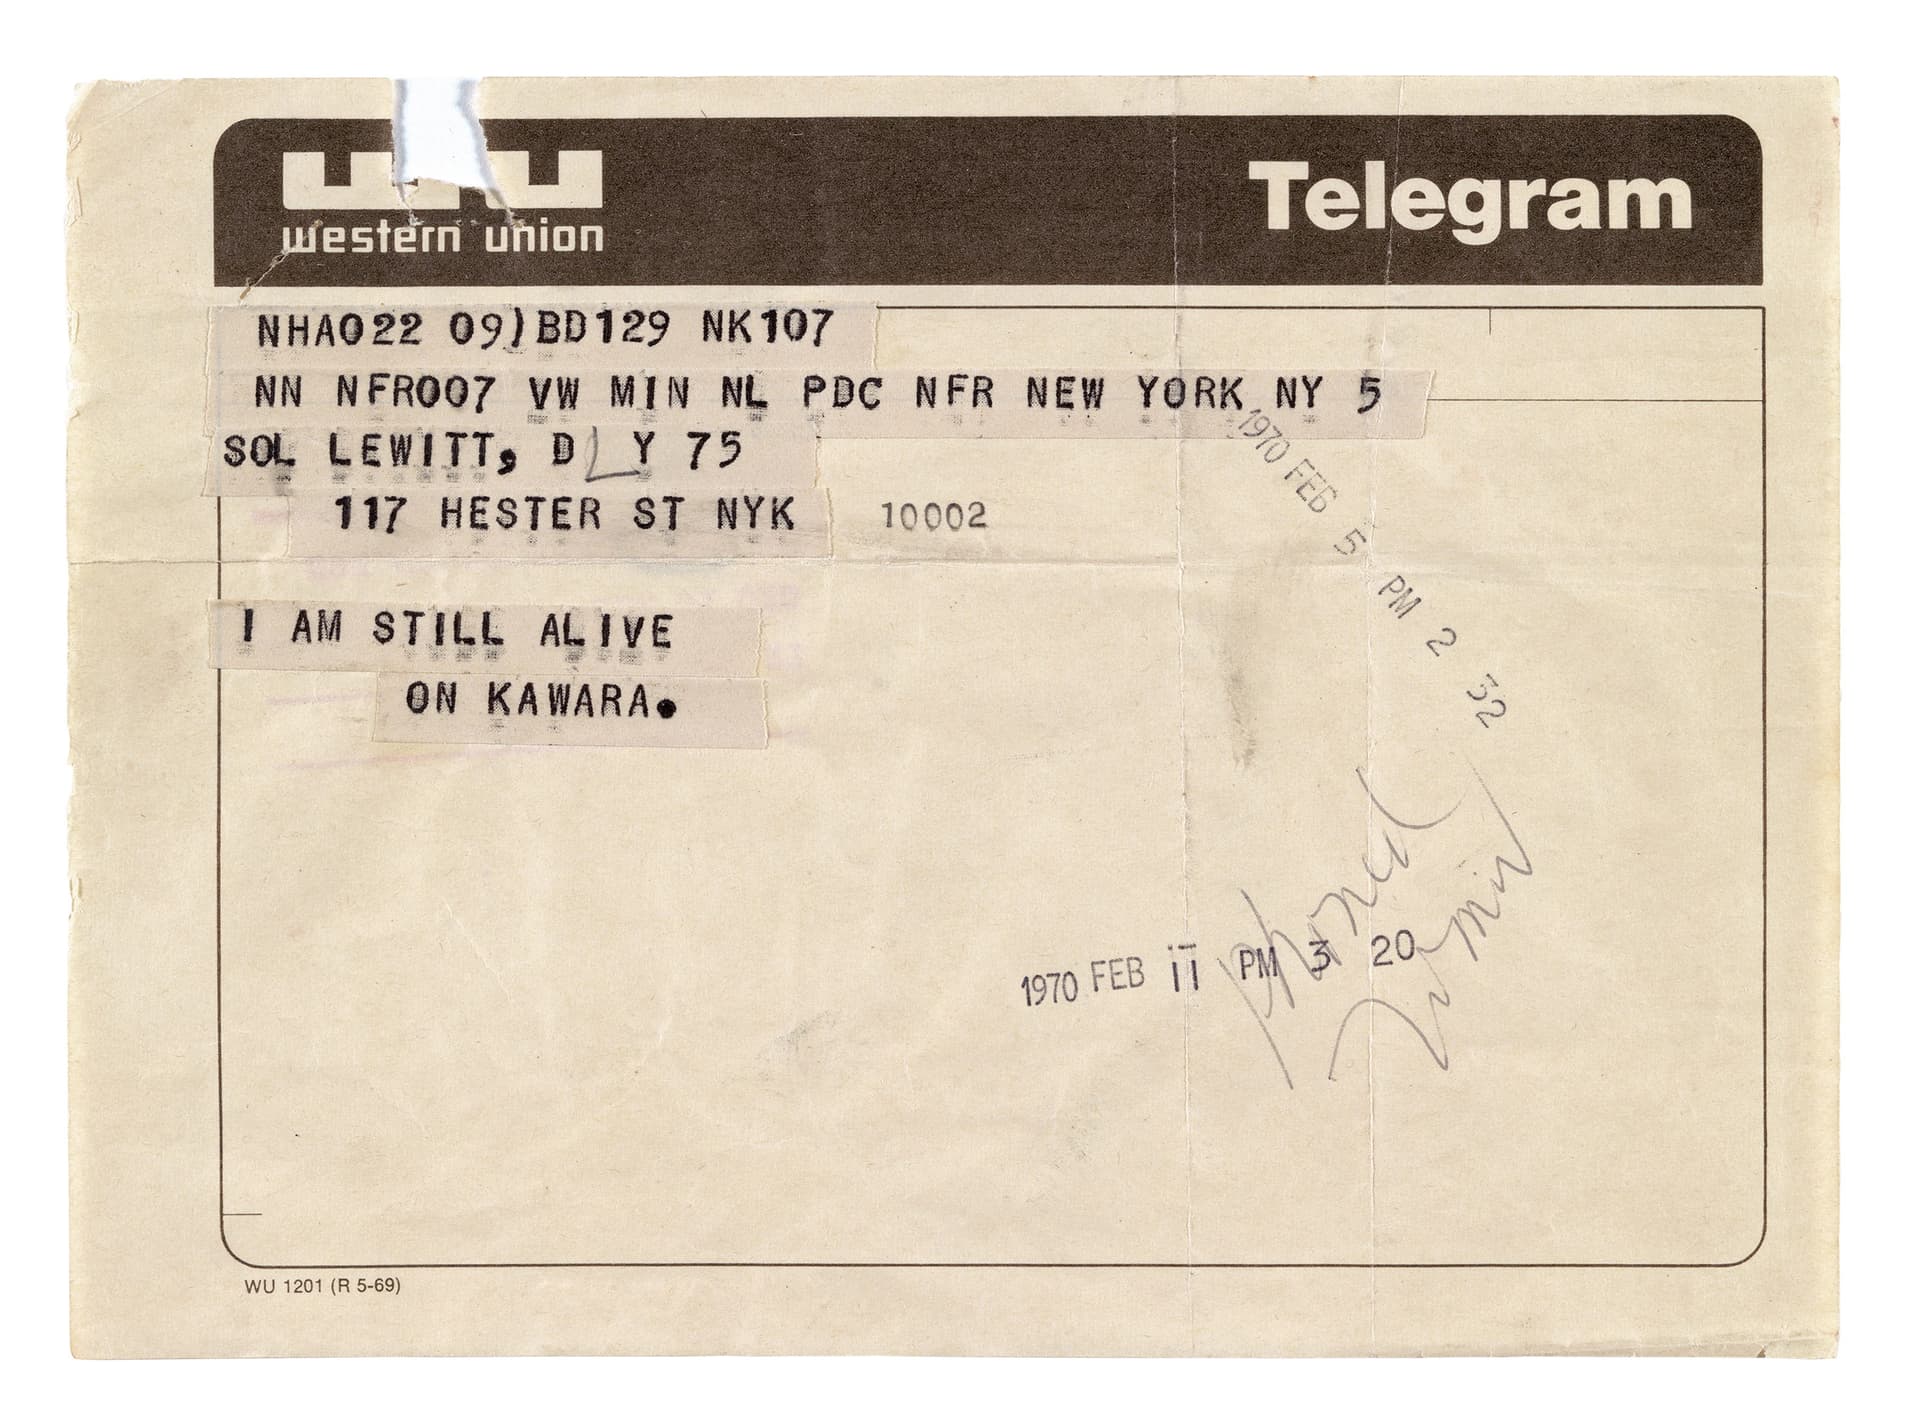 western union
Telegram
NHA022 09)BD129 NK107
NN NFR007 VW MIN NL PDC NFR NEW YORK NY 5
SOL LEWITT, D Y 75
117 HESTER ST NYK 10002
1970 FEB 5 PM 2 52
I AM STILL ALIVE
ON KAWARA.
phoned
1970 FEB 11 PM 3 20
WU 1201 (R 5-69)